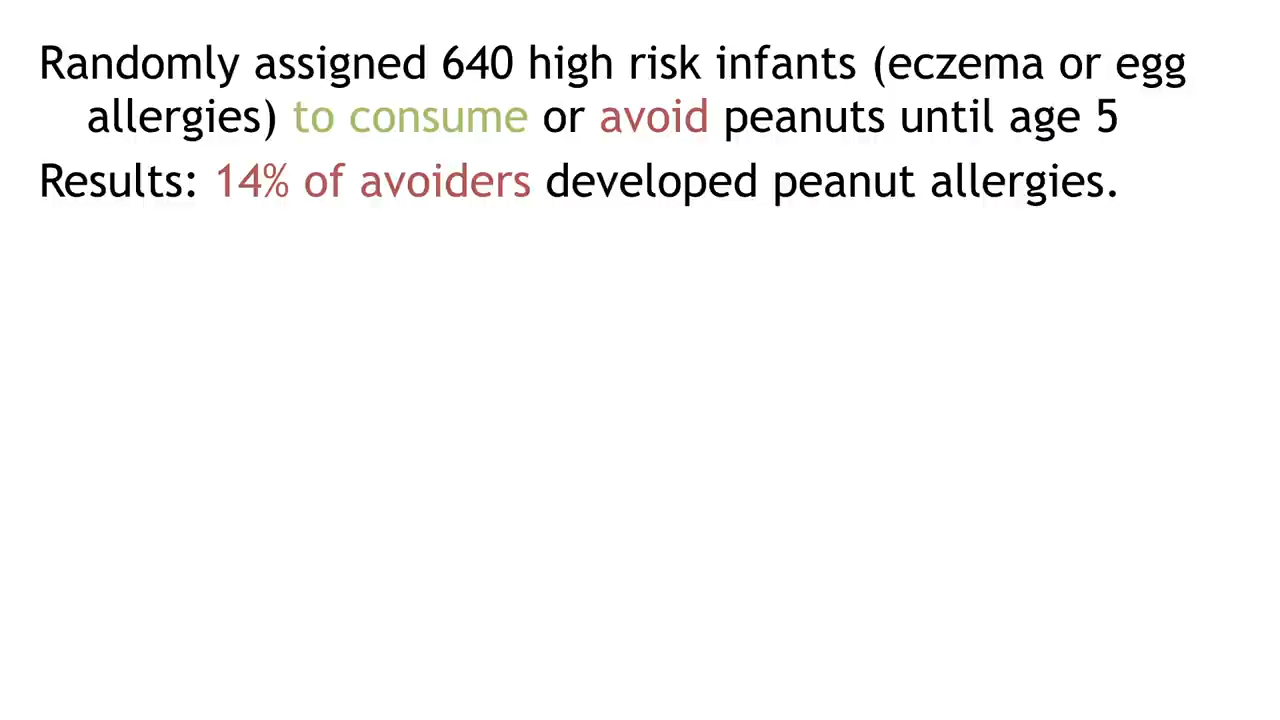 Randomly assigned 640 high risk infants (eczema or egg
allergies) to consume or avoid peanuts until age 5
Results: 14% of avoiders developed peanut allergies.